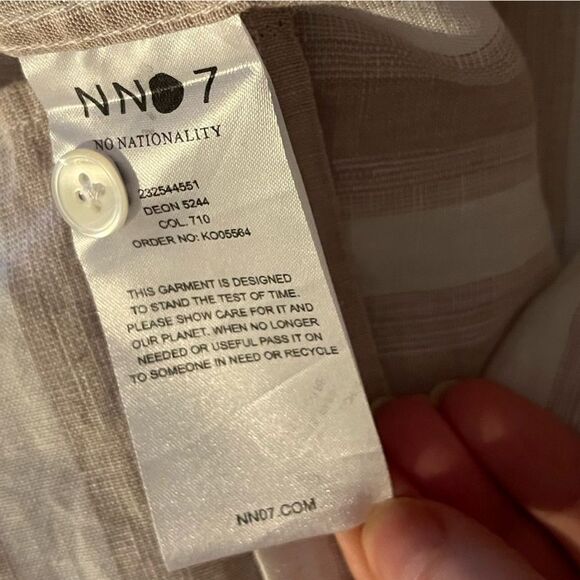 NN07
NO NATIONALITY
232544551
DEON 5244
COL. 710
ORDER NO: KO05564
THIS GARMENT IS DESIGNED
TO STAND THE TEST OF TIME.
PLEASE SHOW CARE FOR IT AND
OUR PLANET. WHEN NO LONGER
NEEDED OR USEFUL PASS IT ON
TO SOMEONE IN NEED OR RECYCLE
NN07.COM